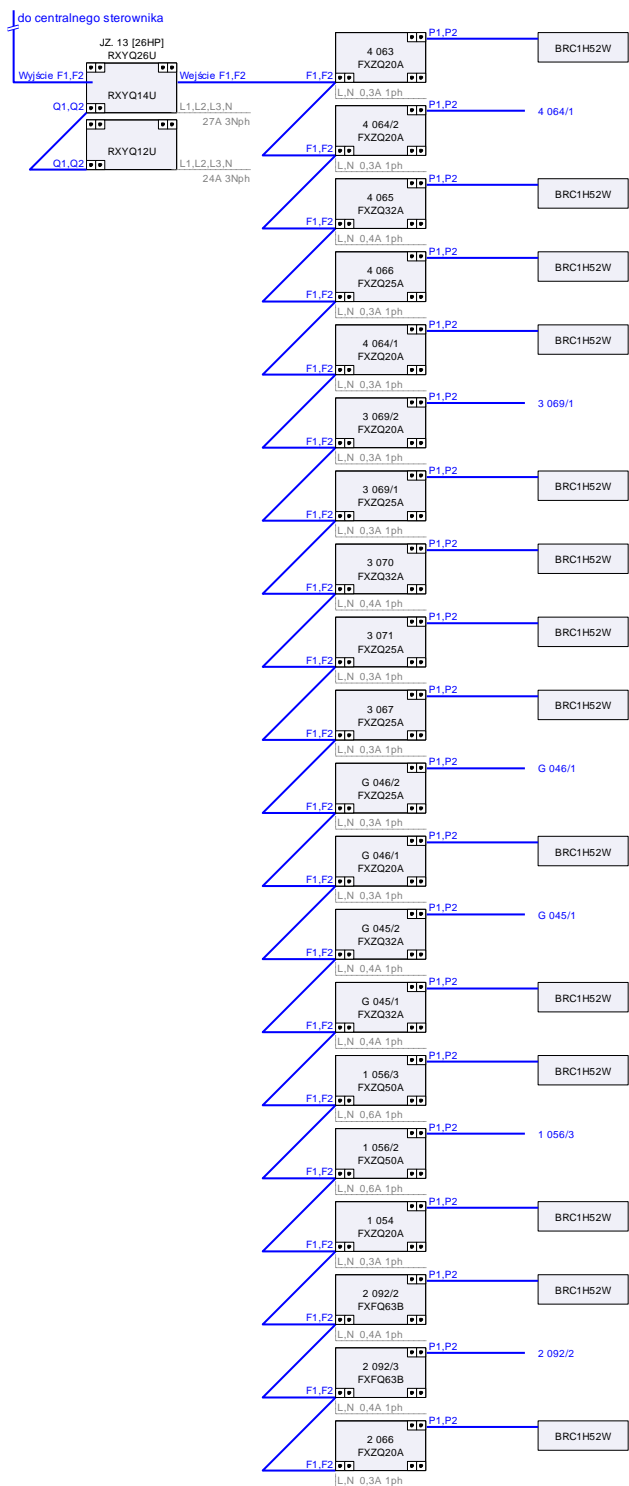 do centralnego sterownika
JZ. 13 [26HP]
RXYQ26U
Wyjście F1,F2
Wejście F1,F2
RXYQ14U
Q1,Q2
L1,L2,L3,N
27A 3Nph
RXYQ12U
Q1,Q2
L1,L2,L3,N
24A 3Nph
4 063
FXZQ20A
F1,F2
P1,P2
BRC1H52W
L,N 0,3A 1ph
4 064/2
FXZQ20A
F1,F2
P1,P2
4 064/1
L,N 0,3A 1ph
4 065
FXZQ32A
F1,F2
P1,P2
BRC1H52W
L,N 0,4A 1ph
4 066
FXZQ25A
F1,F2
P1,P2
BRC1H52W
L,N 0,3A 1ph
4 064/1
FXZQ20A
F1,F2
P1,P2
BRC1H52W
L,N 0,3A 1ph
3 069/2
FXZQ20A
F1,F2
P1,P2
3 069/1
L,N 0,3A 1ph
3 069/1
FXZQ25A
F1,F2
P1,P2
BRC1H52W
L,N 0,3A 1ph
3 070
FXZQ32A
F1,F2
P1,P2
BRC1H52W
L,N 0,4A 1ph
3 071
FXZQ25A
F1,F2
P1,P2
BRC1H52W
L,N 0,3A 1ph
3 067
FXZQ25A
F1,F2
P1,P2
BRC1H52W
L,N 0,3A 1ph
G 046/2
FXZQ25A
F1,F2
P1,P2
G 046/1
L,N 0,3A 1ph
G 046/1
FXZQ20A
F1,F2
P1,P2
BRC1H52W
L,N 0,3A 1ph
G 045/2
FXZQ32A
F1,F2
P1,P2
G 045/1
L,N 0,4A 1ph
G 045/1
FXZQ32A
F1,F2
P1,P2
BRC1H52W
L,N 0,4A 1ph
1 056/3
FXZQ50A
F1,F2
P1,P2
BRC1H52W
L,N 0,6A 1ph
1 056/2
FXZQ50A
F1,F2
P1,P2
1 056/3
L,N 0,6A 1ph
1 054
FXZQ20A
F1,F2
P1,P2
BRC1H52W
L,N 0,3A 1ph
2 092/2
FXFQ63B
F1,F2
P1,P2
BRC1H52W
L,N 0,4A 1ph
2 092/3
FXFQ63B
F1,F2
P1,P2
2 092/2
L,N 0,4A 1ph
2 066
FXZQ20A
F1,F2
P1,P2
BRC1H52W
L,N 0,3A 1ph